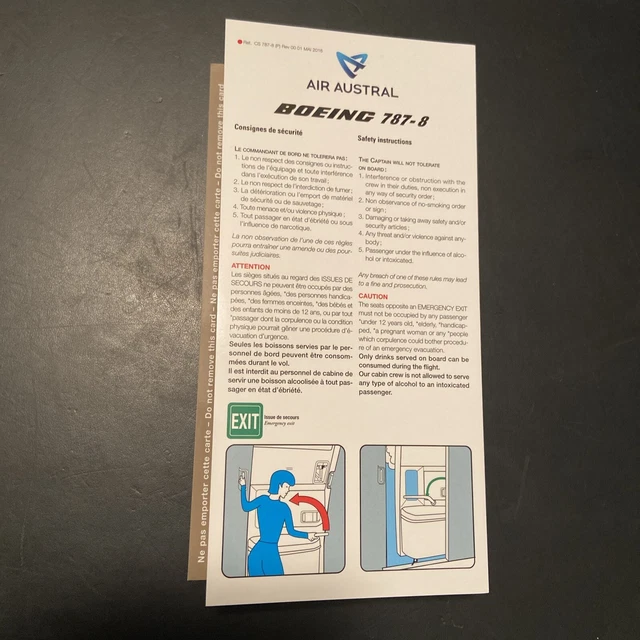 Réf. : OS 787-8 (P) Rev 00 01 MAI 2016
AIR AUSTRAL
BOEING 787-8
Consignes de sécurité
LE COMMANDANT DE BORD NE TOLERERA PAS :
1. Le non respect des consignes ou instruc-
tions de l'équipage et toute interférence
dans l'exécution de son travail ;
2. Le non respect de l'interdiction de fumer ;
3. La détérioration ou l'emport de matériel
de sécurité ou de sauvetage ;
4. Toute menace et/ou violence physique ;
5. Tout passager en état d'ébriété ou sous
l'influence de narcotique.
La non observation de l'une de ces règles
pourra entraîner une amende ou des pour-
suites judiciaires.
ATTENTION
Les sièges situés au regard des ISSUES DE
SECOURS ne peuvent être occupés par des
personnes âgées, *des personnes handica-
pées, *des femmes enceintes, *des bébés et
des enfants de moins de 12 ans, ou par tout
*passager dont la corpulence ou la condition
physique pourrait gêner une procédure d'é-
vacuation d'urgence.
Seules les boissons servies par le per-
sonnel de bord peuvent être consom-
mées durant le vol.
Il est interdit au personnel de cabine de
servir une boisson alcoolisée à tout pas-
sager en état d'ébriété.
Safety instructions
THE CAPTAIN WILL NOT TOLERATE
ON BOARD :
1. Interference or obstruction with the
crew in their duties, non execution in
any way of security order ;
2. Non observance of no-smoking order
or sign ;
3. Damaging or taking away safety and/or
security articles ;
4. Any threat and/or violence against any-
body ;
5. Passenger under the influence of alco-
hol or intoxicated.
Any breach of one of these rules may lead
to a fine and prosecution.
CAUTION
The seats opposite an EMERGENCY EXIT
must not be occupied by any passenger
*under 12 years old, *elderly, *handicap-
ped, *a pregnant woman or any *people
which corpulence could bother procedu-
re of an emergency evacuation.
Only drinks served on board can be
consumed during the flight.
Our cabin crew is not allowed to serve
any type of alcohol to an intoxicated
passenger.
EXIT
Issue de secours
Emergency exit
Ne pas emporter cette carte – Do not remove this card – Ne pas emporter cette carte – Do not remove this card